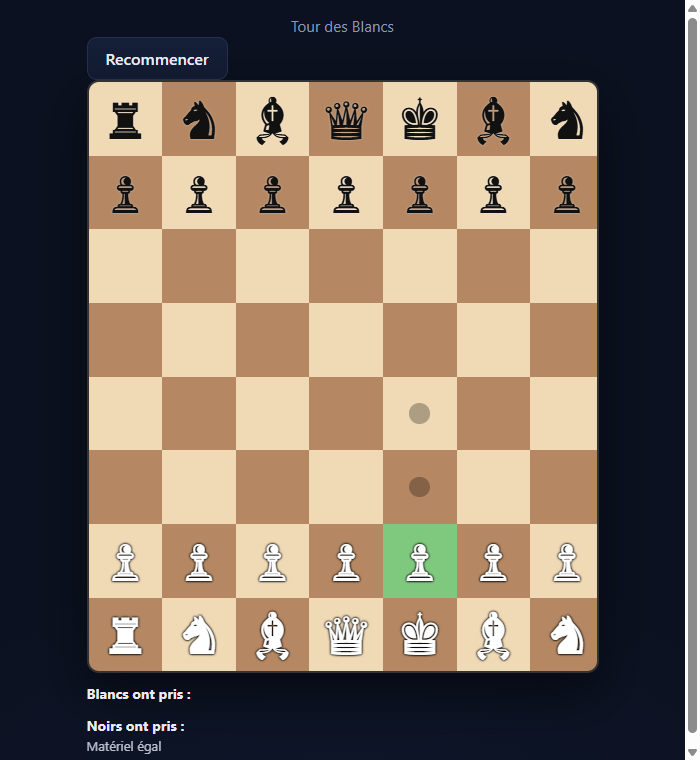 Tour des Blancs
Recommencer
Blancs ont pris :
Noirs ont pris :
Matériel égal